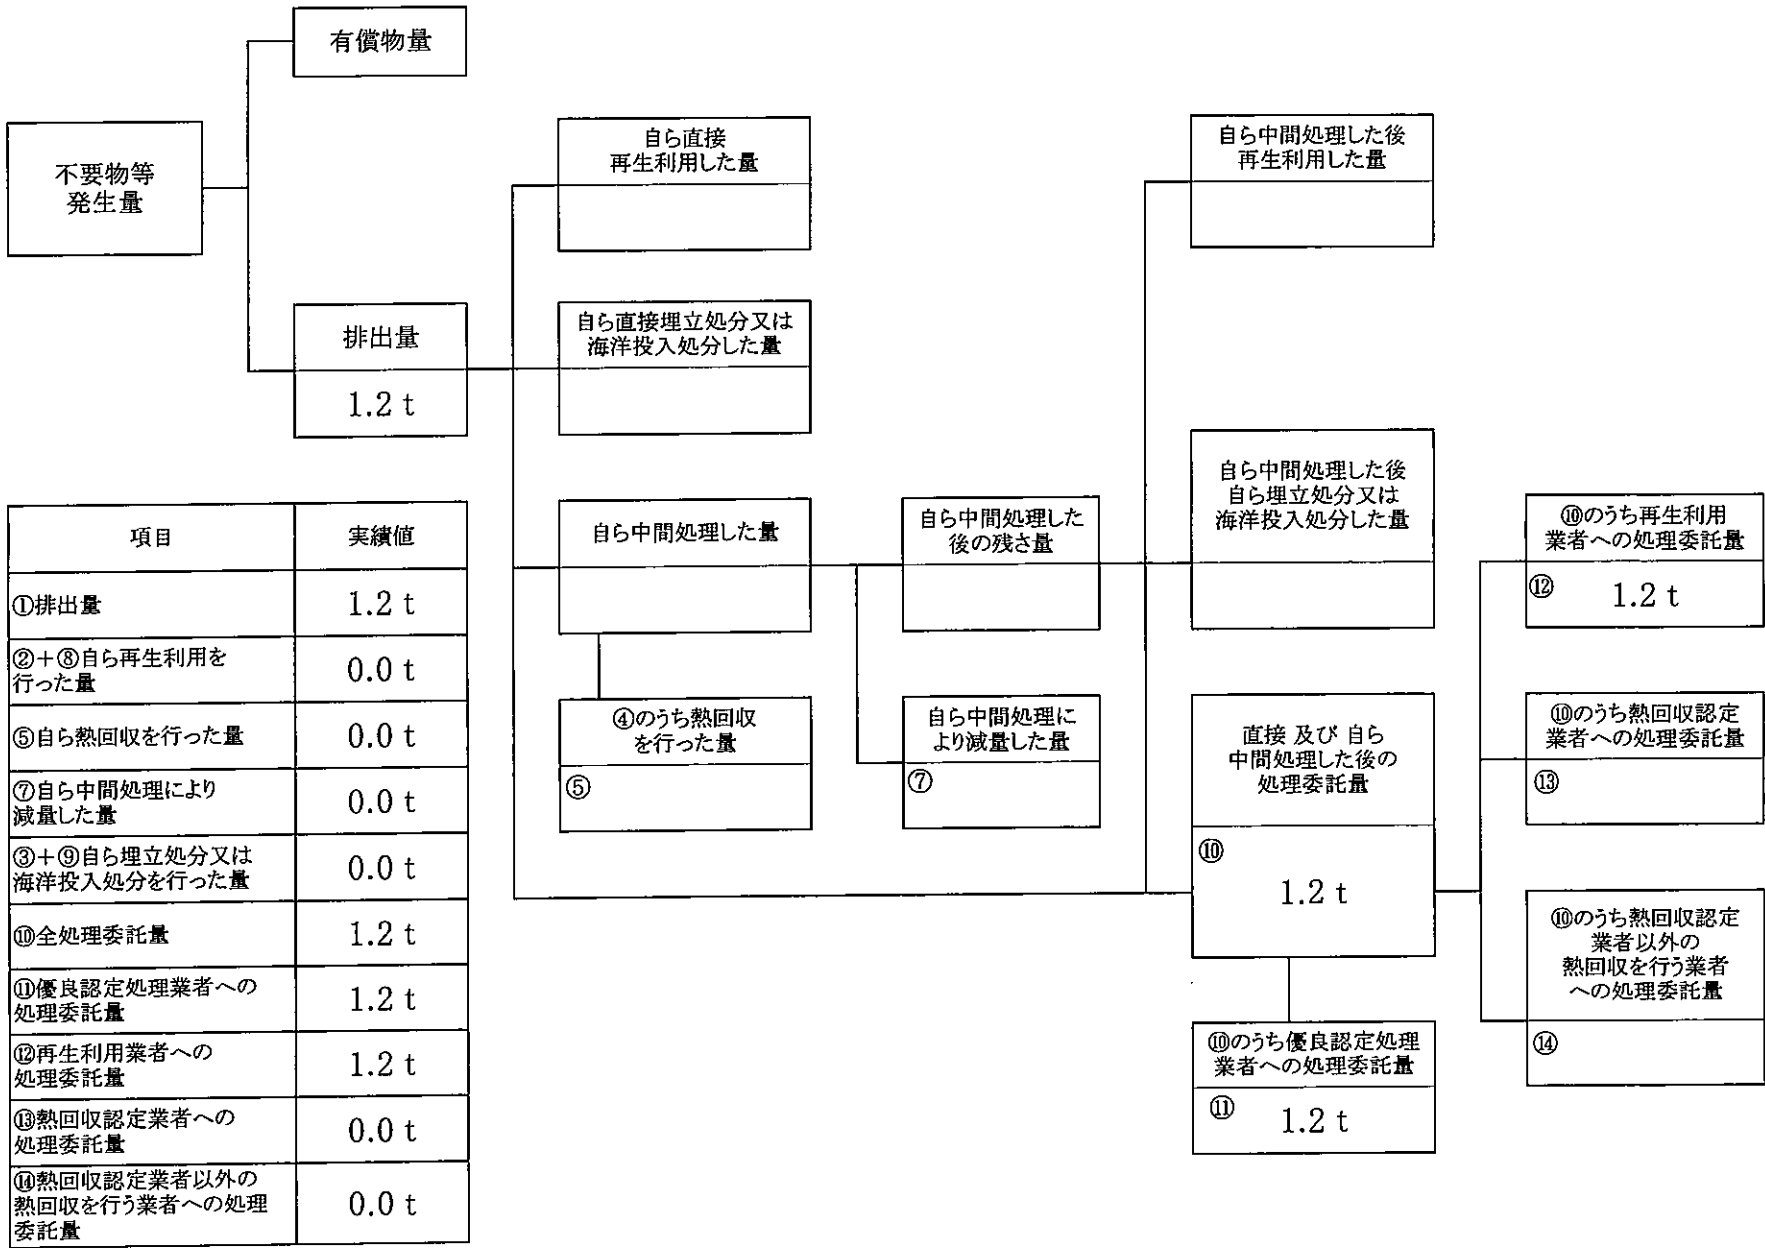 有償物量
不要物等
発生量
排出量
1.2 t
自ら直接
再生利用した量
自ら直接埋立処分又は
海洋投入処分した量
自ら中間処理した量
④のうち熱回収
を行った量
⑤
自ら中間処理した
後の残さ量
自ら中間処理に
より減量した量
⑦
自ら中間処理した後
再生利用した量
自ら中間処理した後
自ら埋立処分又は
海洋投入処分した量
直接 及び 自ら
中間処理した後の
処理委託量
⑩
1.2 t
⑩のうち優良認定処理
業者への処理委託量
⑪ 1.2 t
⑩のうち再生利用
業者への処理委託量
⑫ 1.2 t
⑩のうち熱回収認定
業者への処理委託量
⑬
⑩のうち熱回収認定
業者以外の
熱回収を行う業者
への処理委託量
⑭
項目 実績値
①排出量 1.2 t
②+⑧自ら再生利用を
行った量 0.0 t
⑤自ら熱回収を行った量 0.0 t
⑦自ら中間処理により
減量した量 0.0 t
③+⑨自ら埋立処分又は
海洋投入処分を行った量 0.0 t
⑩全処理委託量 1.2 t
⑪優良認定処理業者への
処理委託量 1.2 t
⑫再生利用業者への
処理委託量 1.2 t
⑬熱回収認定業者への
処理委託量 0.0 t
⑭熱回収認定業者以外の
熱回収を行う業者への処理
委託量 0.0 t